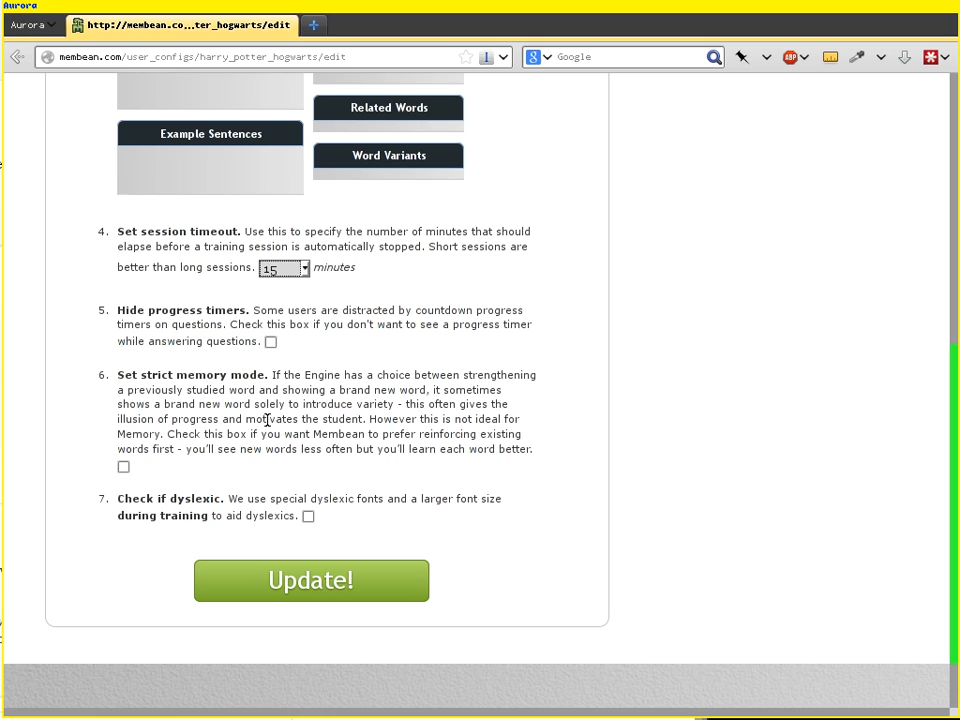 Aurora
Aurora
http://membean.co...ter_hogwarts/edit
membean.com/user_configs/harry_potter_hogwarts/edit
Google
ABP
Related Words
Example Sentences
Word Variants
4. Set session timeout. Use this to specify the number of minutes that should
elapse before a training session is automatically stopped. Short sessions are
better than long sessions. 15 minutes
5. Hide progress timers. Some users are distracted by countdown progress
timers on questions. Check this box if you don't want to see a progress timer
while answering questions.
6. Set strict memory mode. If the Engine has a choice between strengthening
a previously studied word and showing a brand new word, it sometimes
shows a brand new word solely to introduce variety - this often gives the
illusion of progress and motivates the student. However this is not ideal for
Memory. Check this box if you want Membean to prefer reinforcing existing
words first - you'll see new words less often but you'll learn each word better.
7. Check if dyslexic. We use special dyslexic fonts and a larger font size
during training to aid dyslexics.
Update!